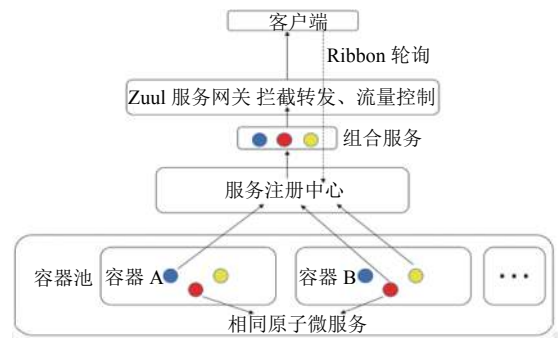 客户端
Ribbon 轮询
Zuul 服务网关 拦截转发、流量控制
组合服务
服务注册中心
容器池
容器 A
容器 B
···
相同原子微服务